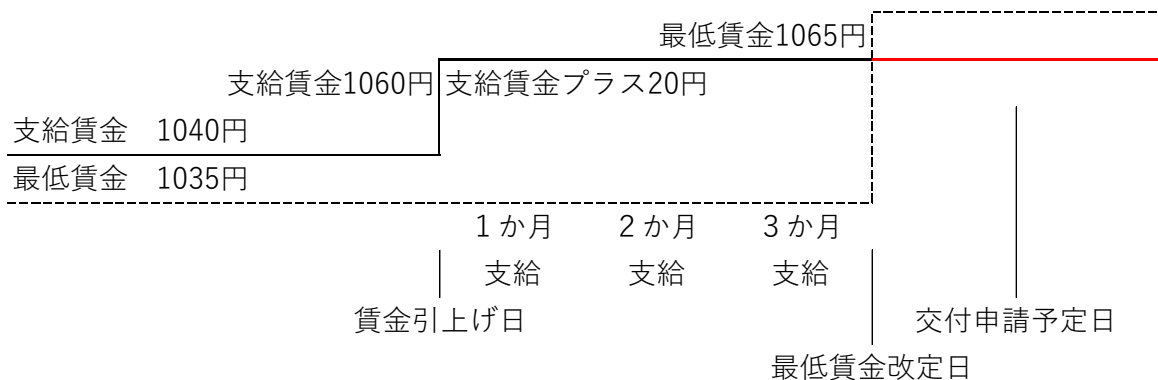 最低賃金1065円
支給賃金1060円 支給賃金プラス20円
支給賃金　1040円
最低賃金　1035円
１か月　２か月　３か月
支給　支給　支給
賃金引上げ日　交付申請予定日
最低賃金改定日